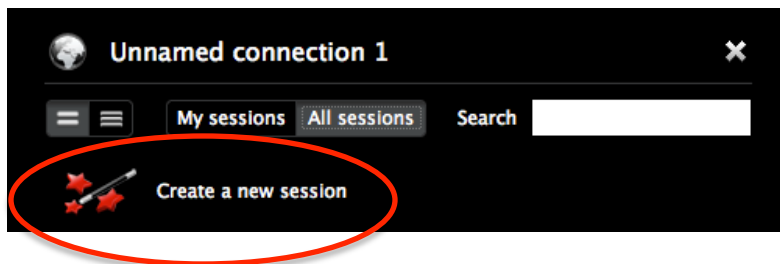 Unnamed connection 1
My sessions All sessions Search
Create a new session